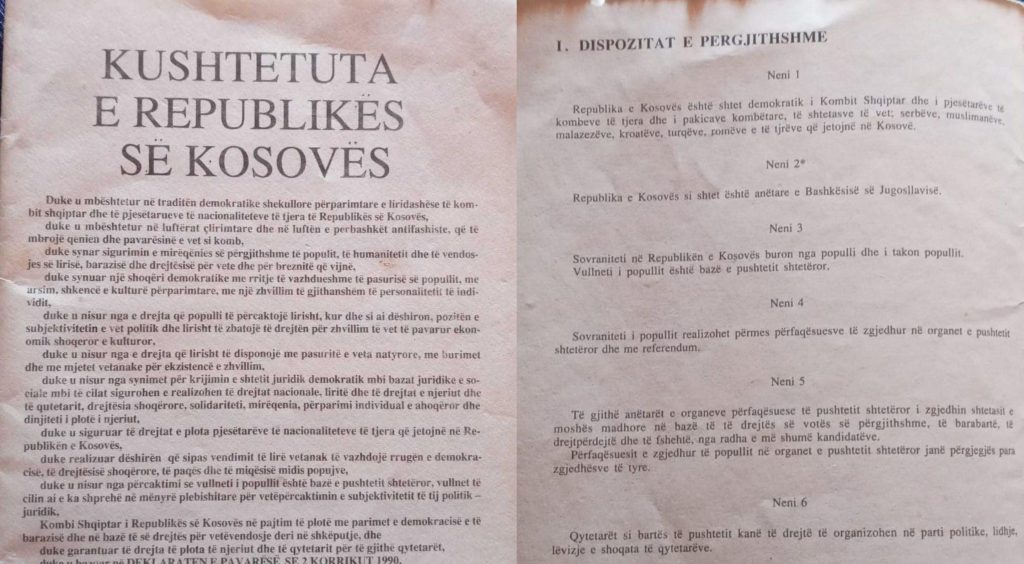 KUSHTETUTA
E REPUBLIKËS
SË KOSOVËS
Duke u mbështetur në traditën demokratike shekullore përparimtare e liridashëse të kom-
bit shqiptar dhe të pjesëtarueve të nacionaliteteve të tjera të Republikës së Kosovës,
duke u mbështetur në luftërat çlirimtare dhe në luftën e perbashkët antifashiste, që të
mbrojë qenien dhe pavarësinë e vet si komb,
duke synar sigurimin e mirëqënies së përgjithshme të populit, të humanitetit dhe të vendos-
jes së lirisë, barazisë dhe drejtësisë për vete dhe për breznitë që vijnë,
duke synuar një shoqëri demokratike me rritje të vazhdueshme të pasurisë së popullit, me
arsim, shkencë e kulturë përparimtare, me një zhvillim të gjithanshëm të personalitetit të indi-
vidit,
duke u nisur nga e drejta që populli të përcaktojë lirisht, kur dhe si ai dëshiron, pozitën e
subjektivitetin e vet politik dhe lirisht të zbatojë të drejtën për zhvillim të vet të pavarur ekon-
omik shoqeror e kulturor,
duke u nisur nga e drejta që lirisht të disponojë me pasuritë e veta natyrore, me burimet
dhe me mjetet vetanake për ekzistencë e zhvillim,
duke u nisur nga synimet për krijimin e shtetit juridik demokratik mbi bazat juridike e so-
ciale mbi të cilat sigurohen e realizohen të drejtat nacionale, liritë dhe të drejtat e njeriut dhe
të qutetarit, drejtësia shoqërore, solidariteti, mirëqenia, përparimi individual e ahoqëror dhe
dinjiteti i plotë i njeriut,
duke u siguruar të drejtat e plota pjesëtarëve të nacionaliteteve të tjera që jetojnë në Re-
publikën e Kosovës,
duke realizuar dëshirën që sipas vendimit të lirë vetanak të vazhdojë rrugën e demokra-
cisë, të drejtësisë shoqërore, të paqës dhe të miqësisë midis popujve,
duke u nisur nga përcaktimi se vullneti i popullit është bazë e pushtetit shtetëror, vullnet të
cilin ai e ka shprehë në mënyrë plebishitare për vetëpërcaktimin e subjektivitetit të tij politik –
juridik,
Kombi Shqiptar i Republikës së Kosovës në pajtim të plotë me parimet e demokracisë e të
barazisë dhe në bazë të së drejtës për vetëvendosje deri në shkëputje, dhe
duke garantuar të drejta të plota të njeriut dhe të qytetarit për të gjithë qytetarët,
duke u bazuar në DEKLARATEN E PAVARËSË SË 2 KORRIKUT 1990,
I. DISPOZITAT E PERGJITHSHME
Neni 1
Republika e Kosovës është shtet demokratik i Kombit Shqiptar dhe i pjesëtarëve të
kombeve të tjera dhe i pakicave kombëtare, të shtetasve të vet: serbëve, muslimanëve,
malazezëve, kroatëve, turqëve, romëve e të tjrëve që jetojnë në Kosovë.
Neni 2*
Republika e Kosovës si shtet është anëtare e Bashkësisë së Jugosllavisë.
Neni 3
Sovraniteti në Republikën e Kosovës buron nga populli dhe i takon popullit.
Vullneti i popullit është bazë e pushtetit shtetëror.
Neni 4
Sovraniteti i popullit realizohet përmes përfaqësuesve të zgjedhur në organet e pushtetit
shtetëror dhe me referendum.
Neni 5
Të gjithë anëtarët e organeve përfaqësuese të pushtetit shtetëror i zgjedhin shtetasit e
moshës madhore në bazë të të drejtës së votës së përgjithshme, të barabartë, të
drejtpërdejtë dhe të fshehtë, nga radha e më shumë kandidatëve.
Përfaqësuesit e zgjedhur të popullit në organet e pushtetit shtetëror janë përgjegjës para
zgjedhësve të tyre.
Neni 6
Qytetarët si bartës të pushtetit kanë të drejtë të organizohen në parti politike, lidhje,
lëvizje e shoqata të qytetarëve.